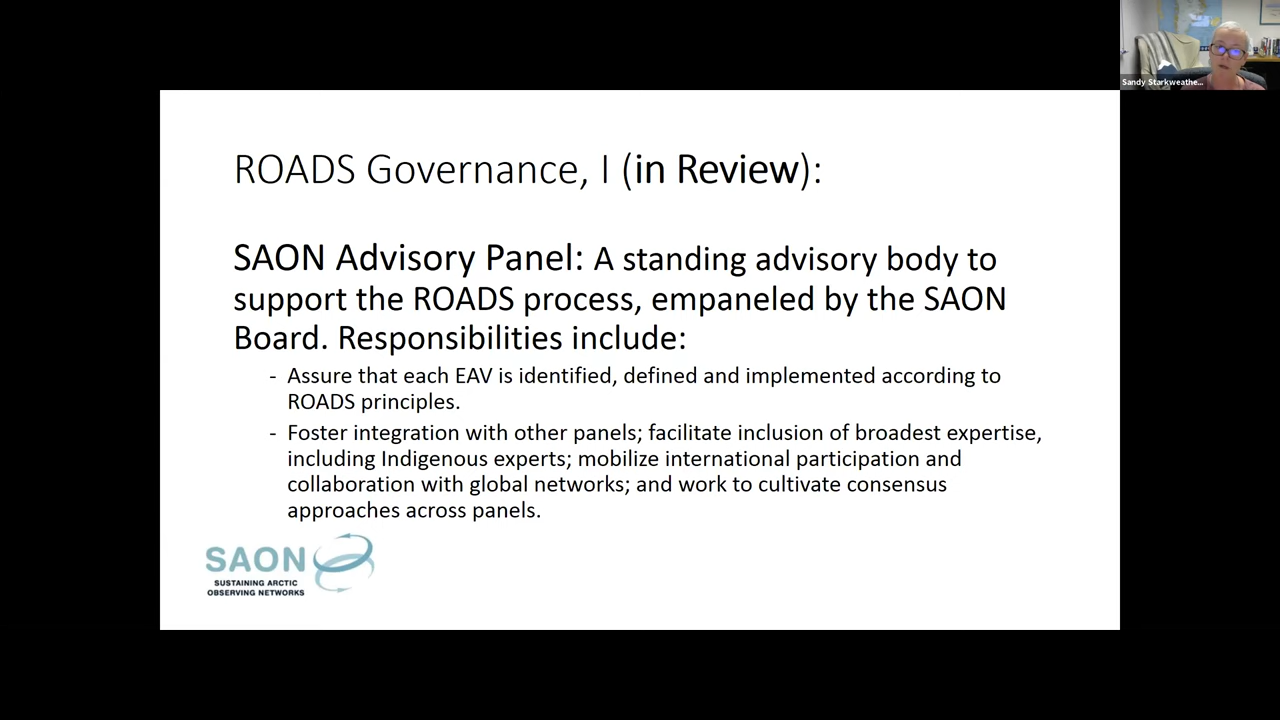 Sandy Starkweathe...
ROADS Governance, I (in Review):
SAON Advisory Panel: A standing advisory body to
support the ROADS process, empaneled by the SAON
Board. Responsibilities include:
- Assure that each EAV is identified, defined and implemented according to
ROADS principles.
- Foster integration with other panels; facilitate inclusion of broadest expertise,
including Indigenous experts; mobilize international participation and
collaboration with global networks; and work to cultivate consensus
approaches across panels.
SAON
SUSTAINING ARCTIC
OBSERVING NETWORKS